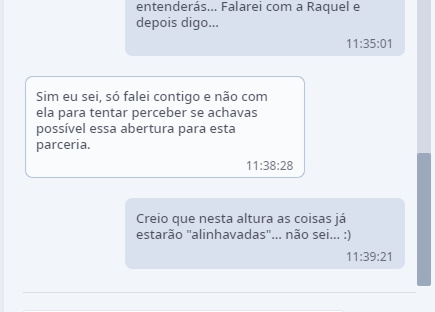 entenderás... Falarei com a Raquel e
depois digo...
11:35:01
Sim eu sei, só falei contigo e não com
ela para tentar perceber se achavas
possível essa abertura para esta
parceria.
11:38:28
Creio que nesta altura as coisas já
estarão "alinhavadas"... não sei... :)
11:39:21